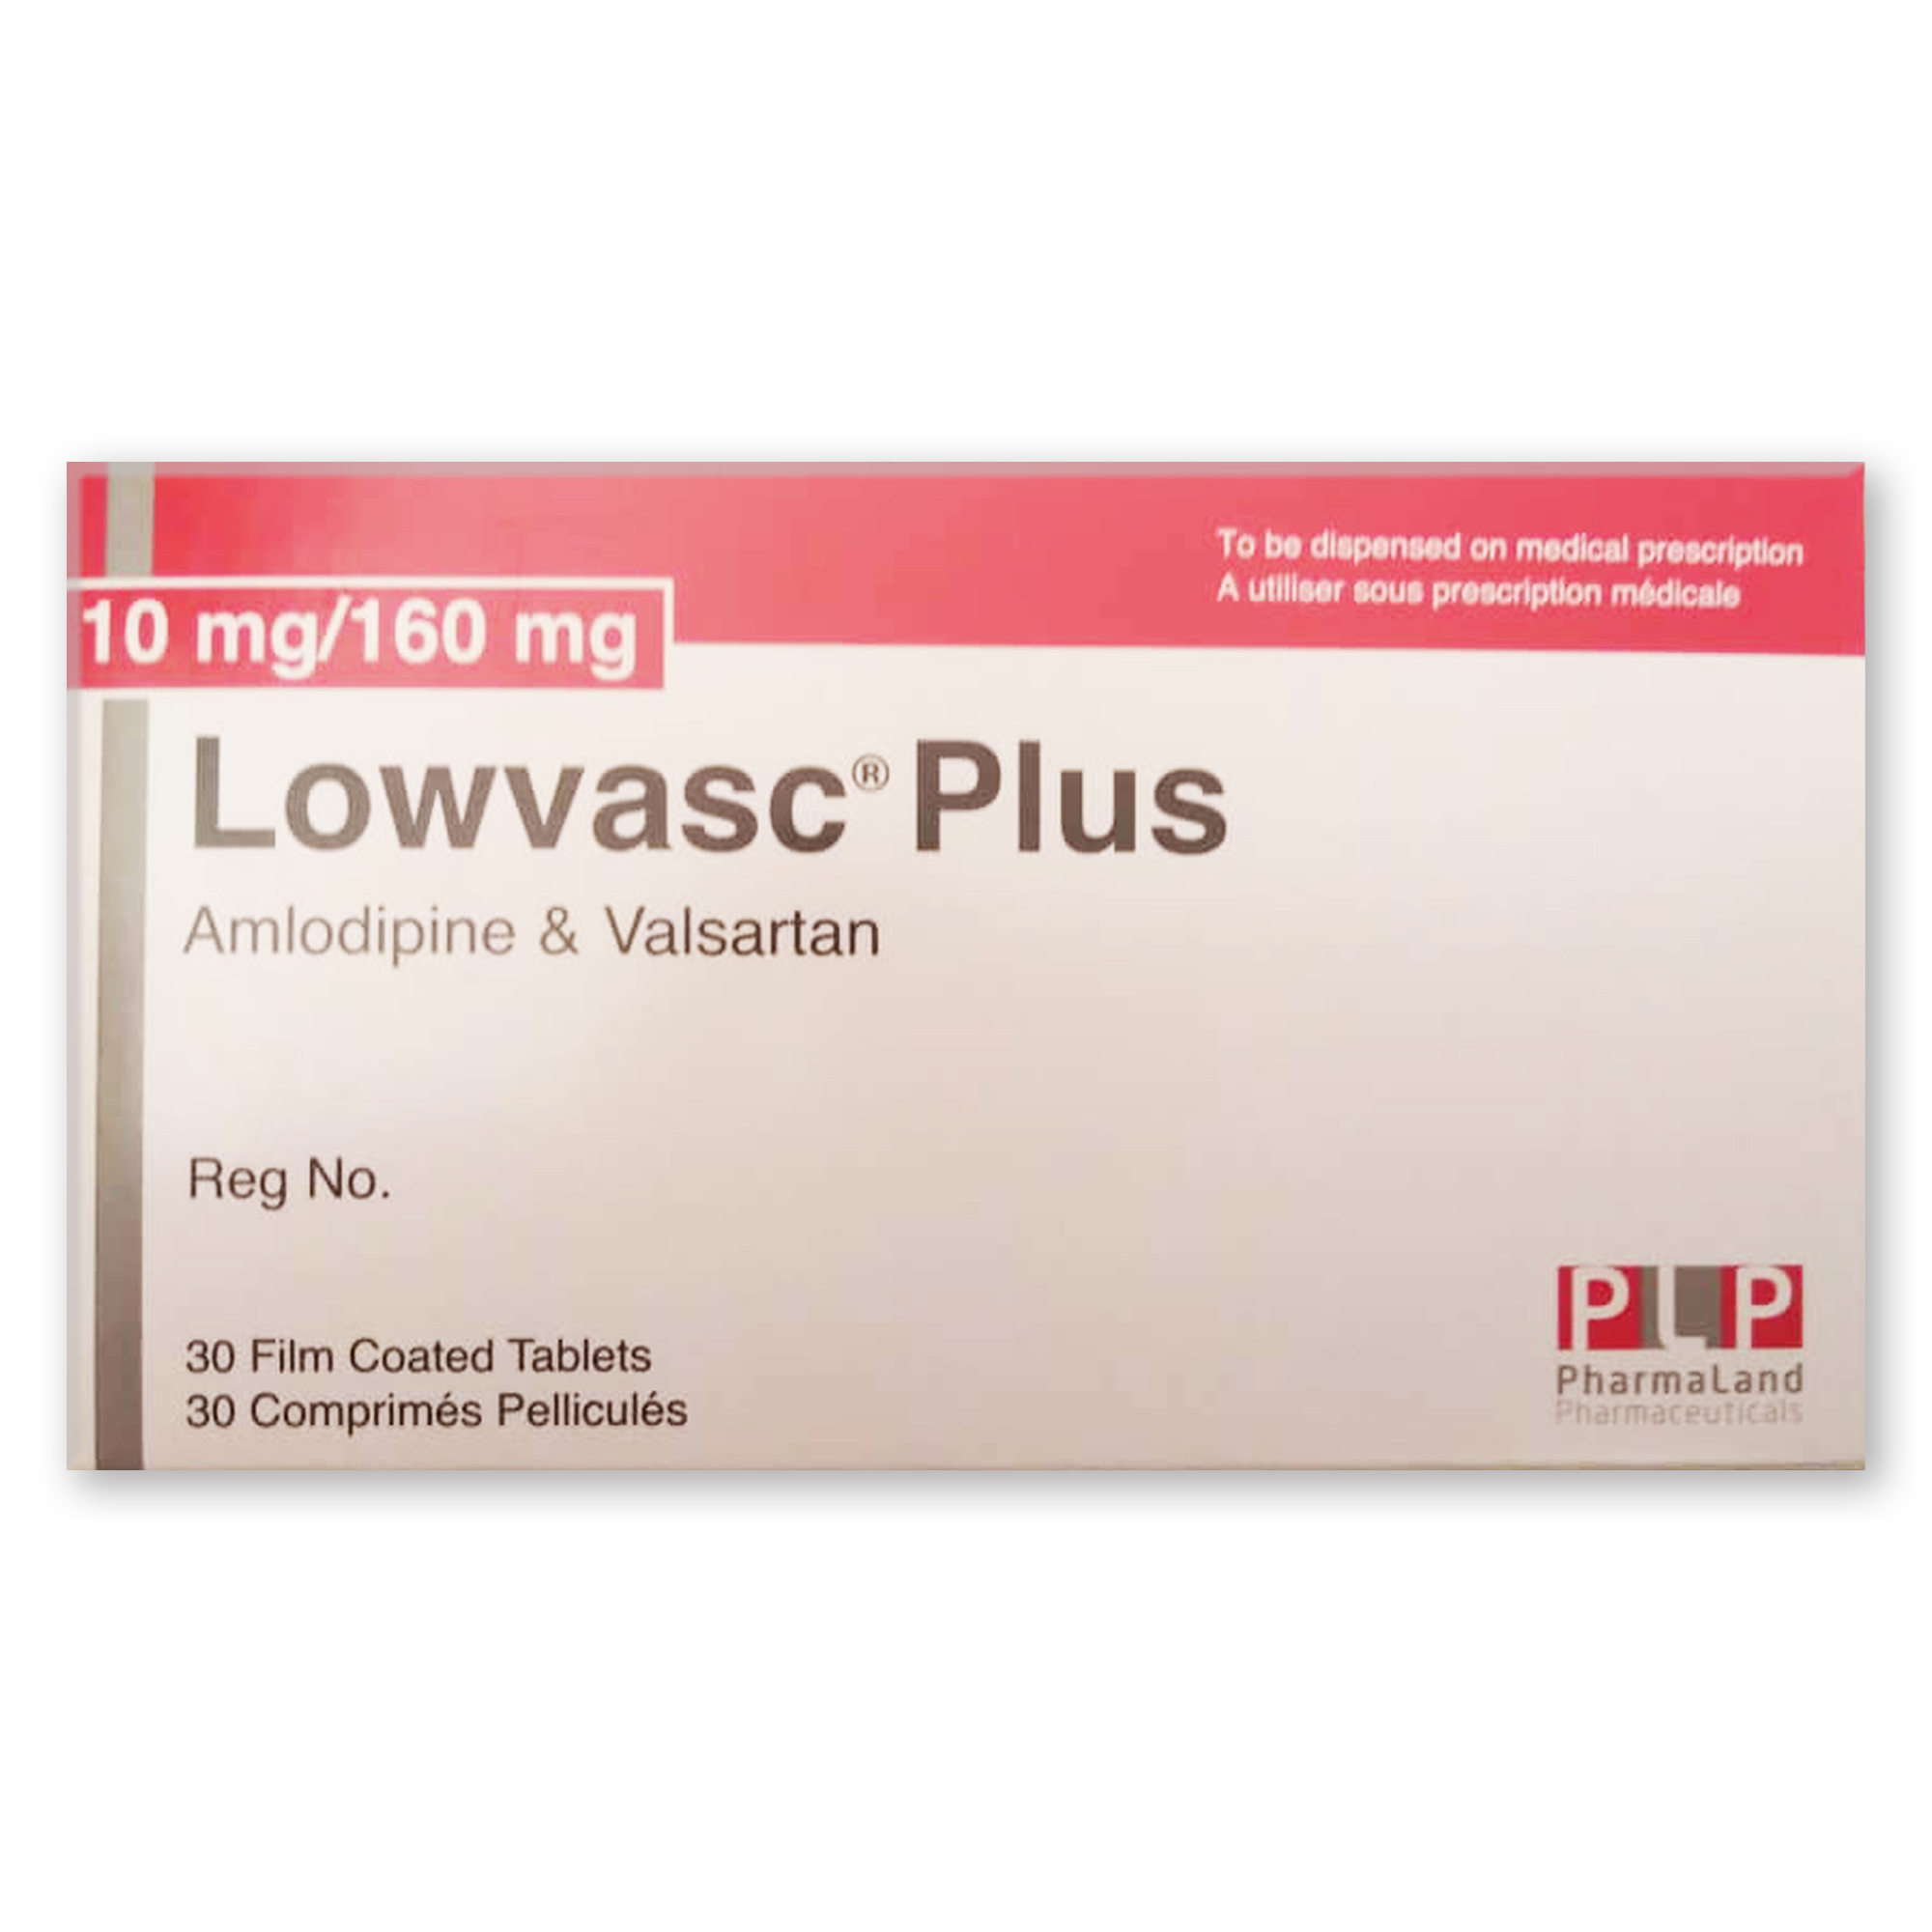 To be dispensed on medical prescription
A utiliser sous prescription médicale
10 mg/160 mg
Lowvasc® Plus
Amlodipine & Valsartan
Reg No.
30 Film Coated Tablets
30 Comprimés Pelliculés
PLP
PharmaLand
Pharmaceuticals